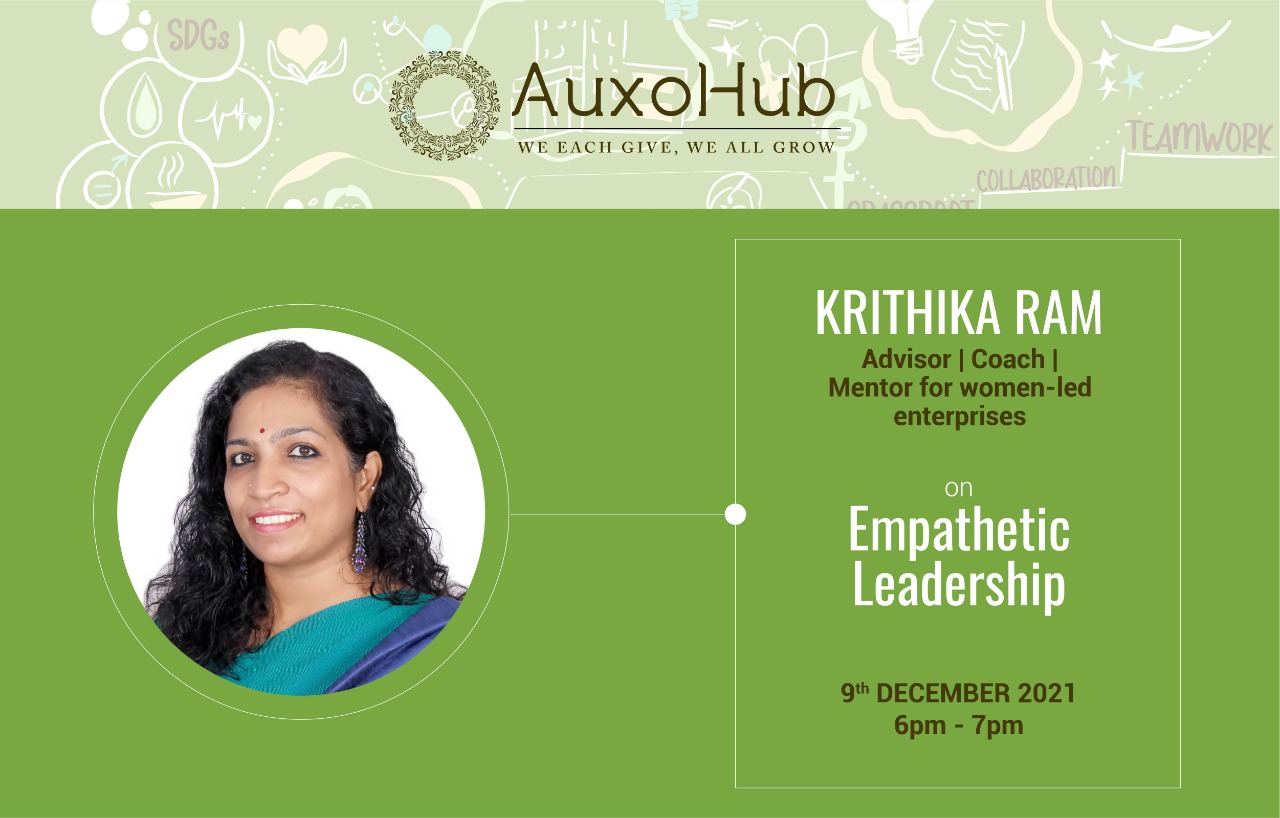 SDGs
AuxoHub
WE EACH GIVE, WE ALL GROW
TEAMWORK
COLLABORATION
GRASSROOT
KRITHIKA RAM
Advisor | Coach |
Mentor for women-led
enterprises
on
Empathetic
Leadership
9th DECEMBER 2021
6pm - 7pm